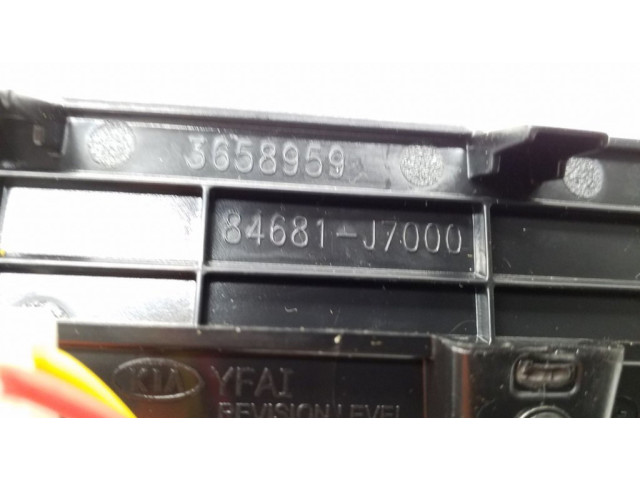 3658959
84681-J7000
KIA YFAI
REVISION LEVEL